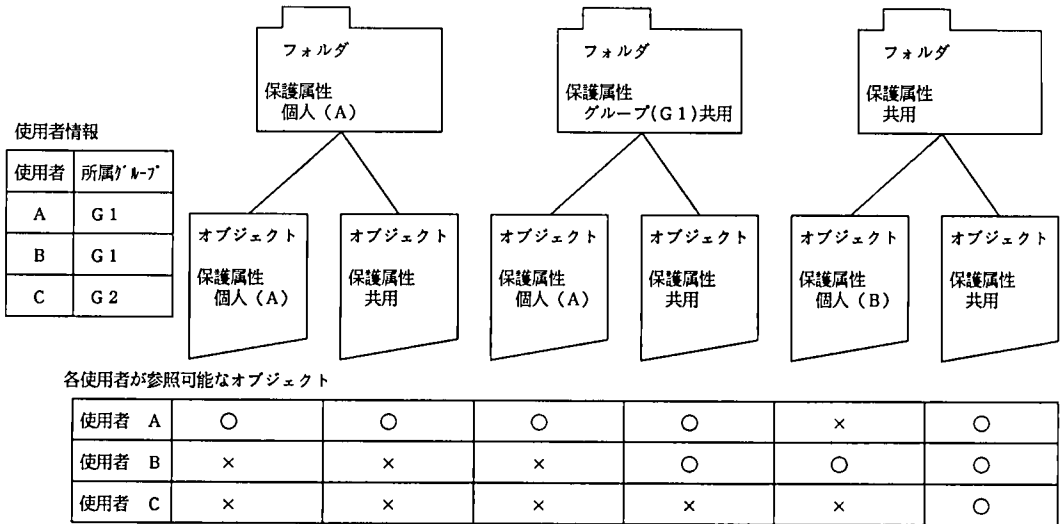 フォルダ
保護属性
個人(A)
フォルダ
保護属性
グループ(G1)共用
フォルダ
保護属性
共用
使用者情報
使用者 所属グループ
A G1
B G1
C G2
オブジェクト
保護属性
個人(A)
オブジェクト
保護属性
共用
オブジェクト
保護属性
個人(A)
オブジェクト
保護属性
共用
オブジェクト
保護属性
個人(B)
オブジェクト
保護属性
共用
各使用者が参照可能なオブジェクト
使用者 A ○ ○ ○ ○ × ○
使用者 B × × × ○ ○ ○
使用者 C × × × × × ○